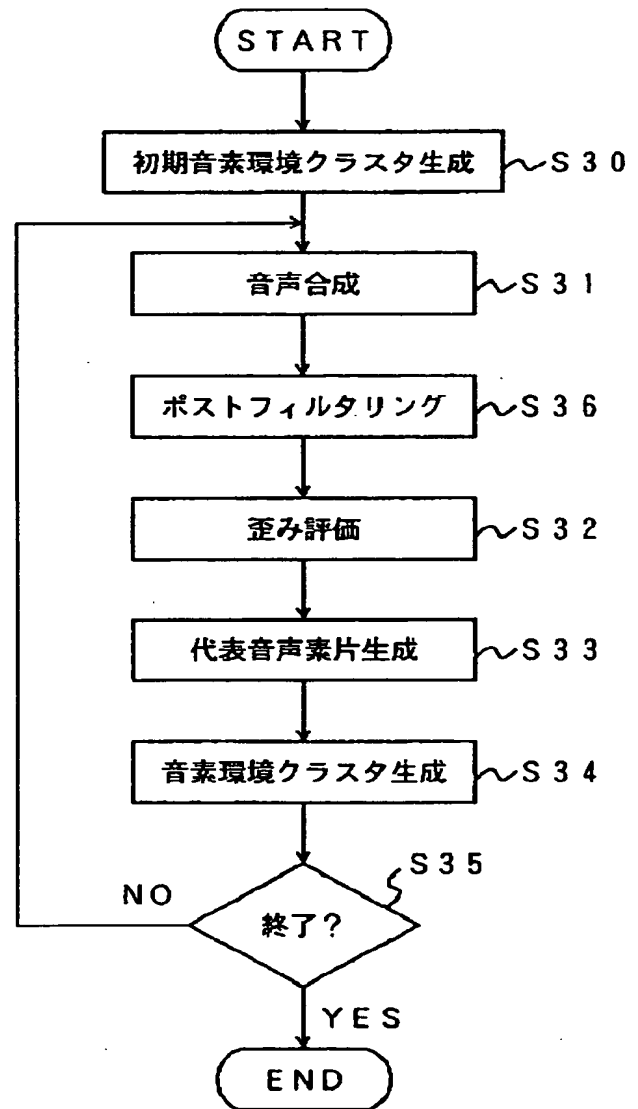 START
初期音素環境クラスタ生成 S30
音声合成 S31
ポストフィルタリング S36
歪み評価 S32
代表音声素片生成 S33
音素環境クラスタ生成 S34
S35
NO
終了?
YES
END